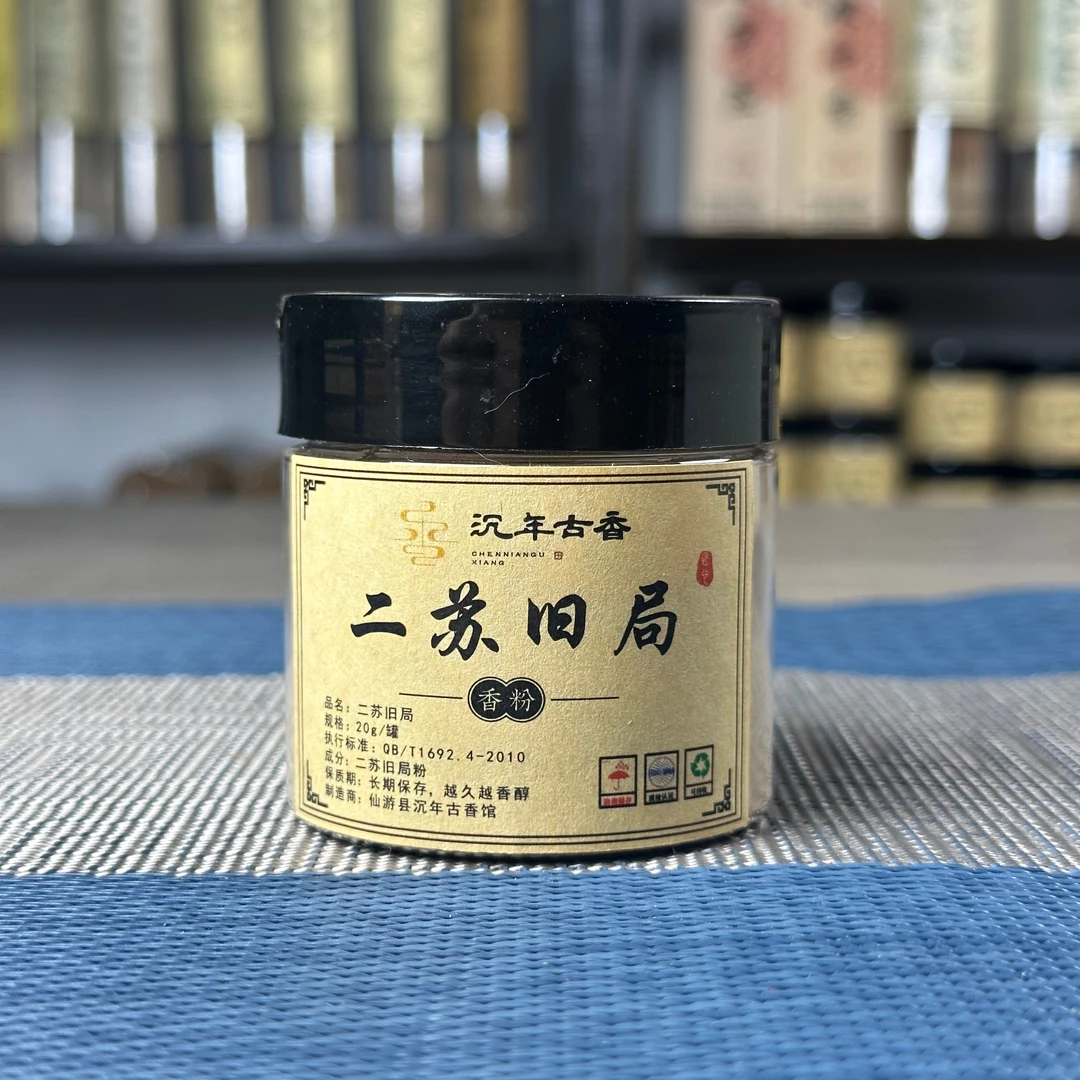 沉年古香
CHENNIANGU
XIANG
二苏旧局
香粉
品名：二苏旧局
规格：20g/罐
执行标准：QB/T1692.4-2010
成分：二苏旧局粉
保质期：长期保存，越久越香醇
制造商：仙游县沉年古香馆